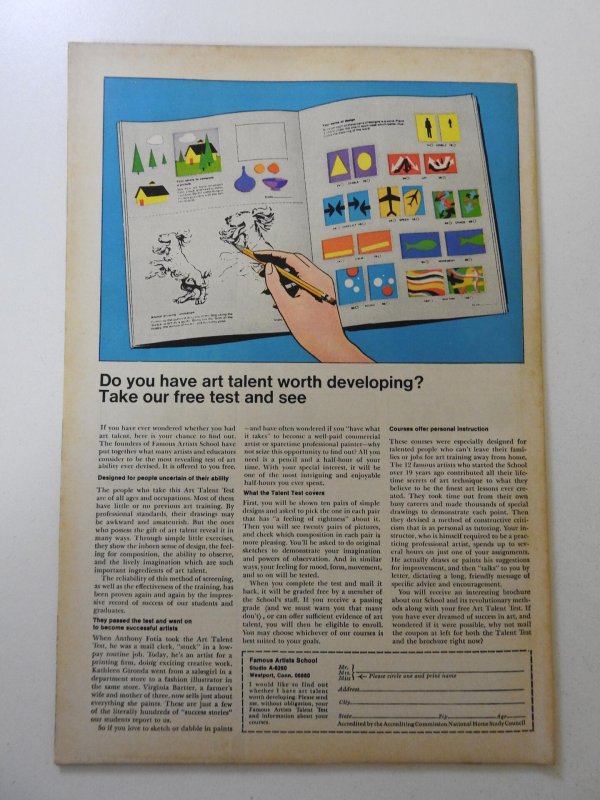 Your sense of design
Do you have art talent worth developing?
Take our free test and see
If you have ever wondered whether you had
art talent, here is your chance to find out.
The founders of Famous Artists School have
put together what many artists and educators
consider to be the most revealing test of art
ability ever devised. It is offered to you free.
Designed for people uncertain of their ability
The people who take this Art Talent Test
are of all ages and occupations. Most of them
have little or no previous art training. By
professional standards, their drawings may
be awkward and amateurish. But the ones
who possess the gift of art talent reveal it in
many ways. Through simple little exercises,
they show the inborn sense of design, the feel-
ing for composition, the ability to observe,
and the lively imagination which are such
important ingredients of art talent.
The reliability of this method of screening,
as well as the effectiveness of the training, has
been proven again and again by the impres-
sive record of success of our students and
graduates.
They passed the test and went on
to become successful artists
When Anthony Fotia took the Art Talent
Test, he was a mail clerk, "stuck" in a low-
pay routine job. Today, he's an artist for a
printing firm, doing exciting creative work.
Kathleen Gironda went from a salesgirl in a
department store to a fashion illustrator in
the same store. Virginia Bartter, a farmer's
wife and mother of three, now sells just about
everything she paints. These are just a few
of the literally hundreds of "success stories"
our students report to us.
So if you love to sketch or dabble in paints
—and have often wondered if you "have what
it takes" to become a well-paid commercial
artist or sparetime professional painter—why
not seize this opportunity to find out? All you
need is a pencil and a half-hour of your
time. With your special interest, it will be
one of the most intriguing and enjoyable
half-hours you ever spent.
What the Talent Test covers
First, you will be shown ten pairs of simple
designs and asked to pick the one in each pair
that has "a feeling of rightness" about it.
Then you will see twenty pairs of pictures,
and check which composition in each pair is
more pleasing. You'll be asked to do original
sketches to demonstrate your imagination
and powers of observation. And in similar
ways, your feeling for mood, form, movement,
and so on will be tested.
When you complete the test and mail it
back, it will be graded free by a member of
the School's staff. If you receive a passing
grade (and we must warn you that many
don't), or can offer sufficient evidence of art
talent, you will then be eligible to enroll.
You may choose whichever of our courses is
best suited to your goals.
Courses offer personal instruction
These courses were especially designed for
talented people who can't leave their fami-
lies or jobs for art training away from home.
The 12 famous artists who started the School
over 19 years ago contributed all their life-
time secrets of art technique to what they
believe to be the finest art lessons ever cre-
ated. They took time out from their own
busy careers and made thousands of special
drawings to demonstrate each point. Then
they devised a method of constructive criti-
cism that is as personal as tutoring. Your in-
structor, who is himself required to be a prac-
ticing professional artist, spends up to sev-
eral hours on just one of your assignments.
He actually draws or paints his suggestions
for improvement, and then "talks" to you by
letter, dictating a long, friendly message of
specific advice and encouragement.
You will receive an interesting brochure
about our School and its revolutionary meth-
ods along with your free Art Talent Test. If
you have ever dreamed of success in art, and
wondered if it were possible, why not mail
the coupon at left for both the Talent Test
and the brochure right now?
Famous Artists School
Studio A-6260
Westport, Conn. 06880
I would like to find out
whether I have art talent
worth developing. Please send
me, without obligation, your
Famous Artists Talent Test
and information about your
courses.
Mr.
Mrs.
Miss
Please circle one and print name
Address
City
State Zip Age
Accredited by the Accrediting Commission National Home Study Council